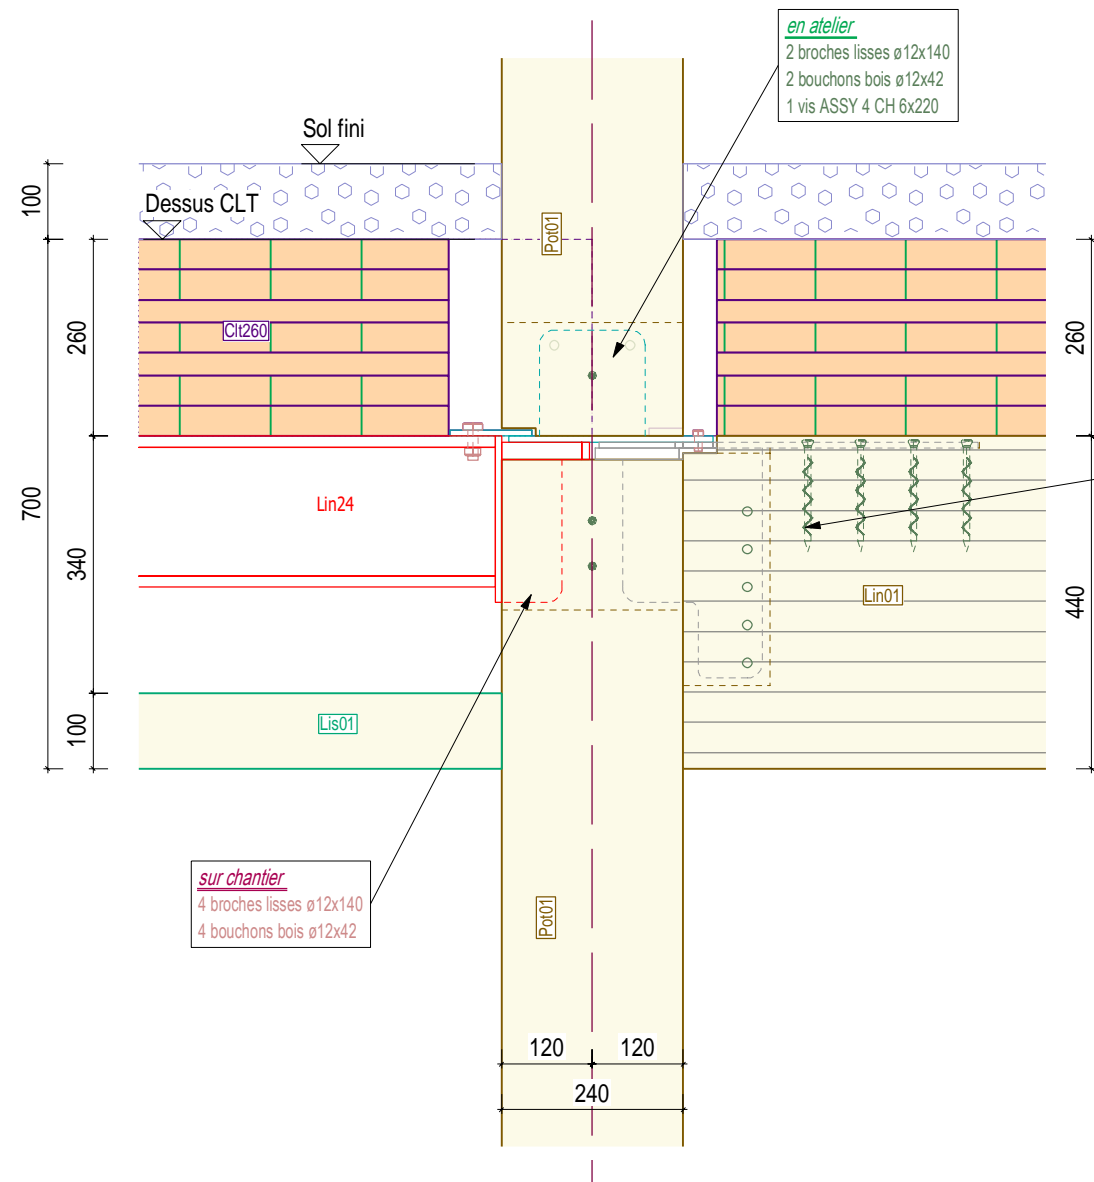 en atelier
2 broches lisses ø12x140
2 bouchons bois ø12x42
1 vis ASSY 4 CH 6x220
Sol fini
100
Dessus CLT
Pot01
260
Clt260
260
700
340
Lin24
Lin01
440
100
Lis01
sur chantier
4 broches lisses ø12x140
4 bouchons bois ø12x42
Pot01
120
120
240